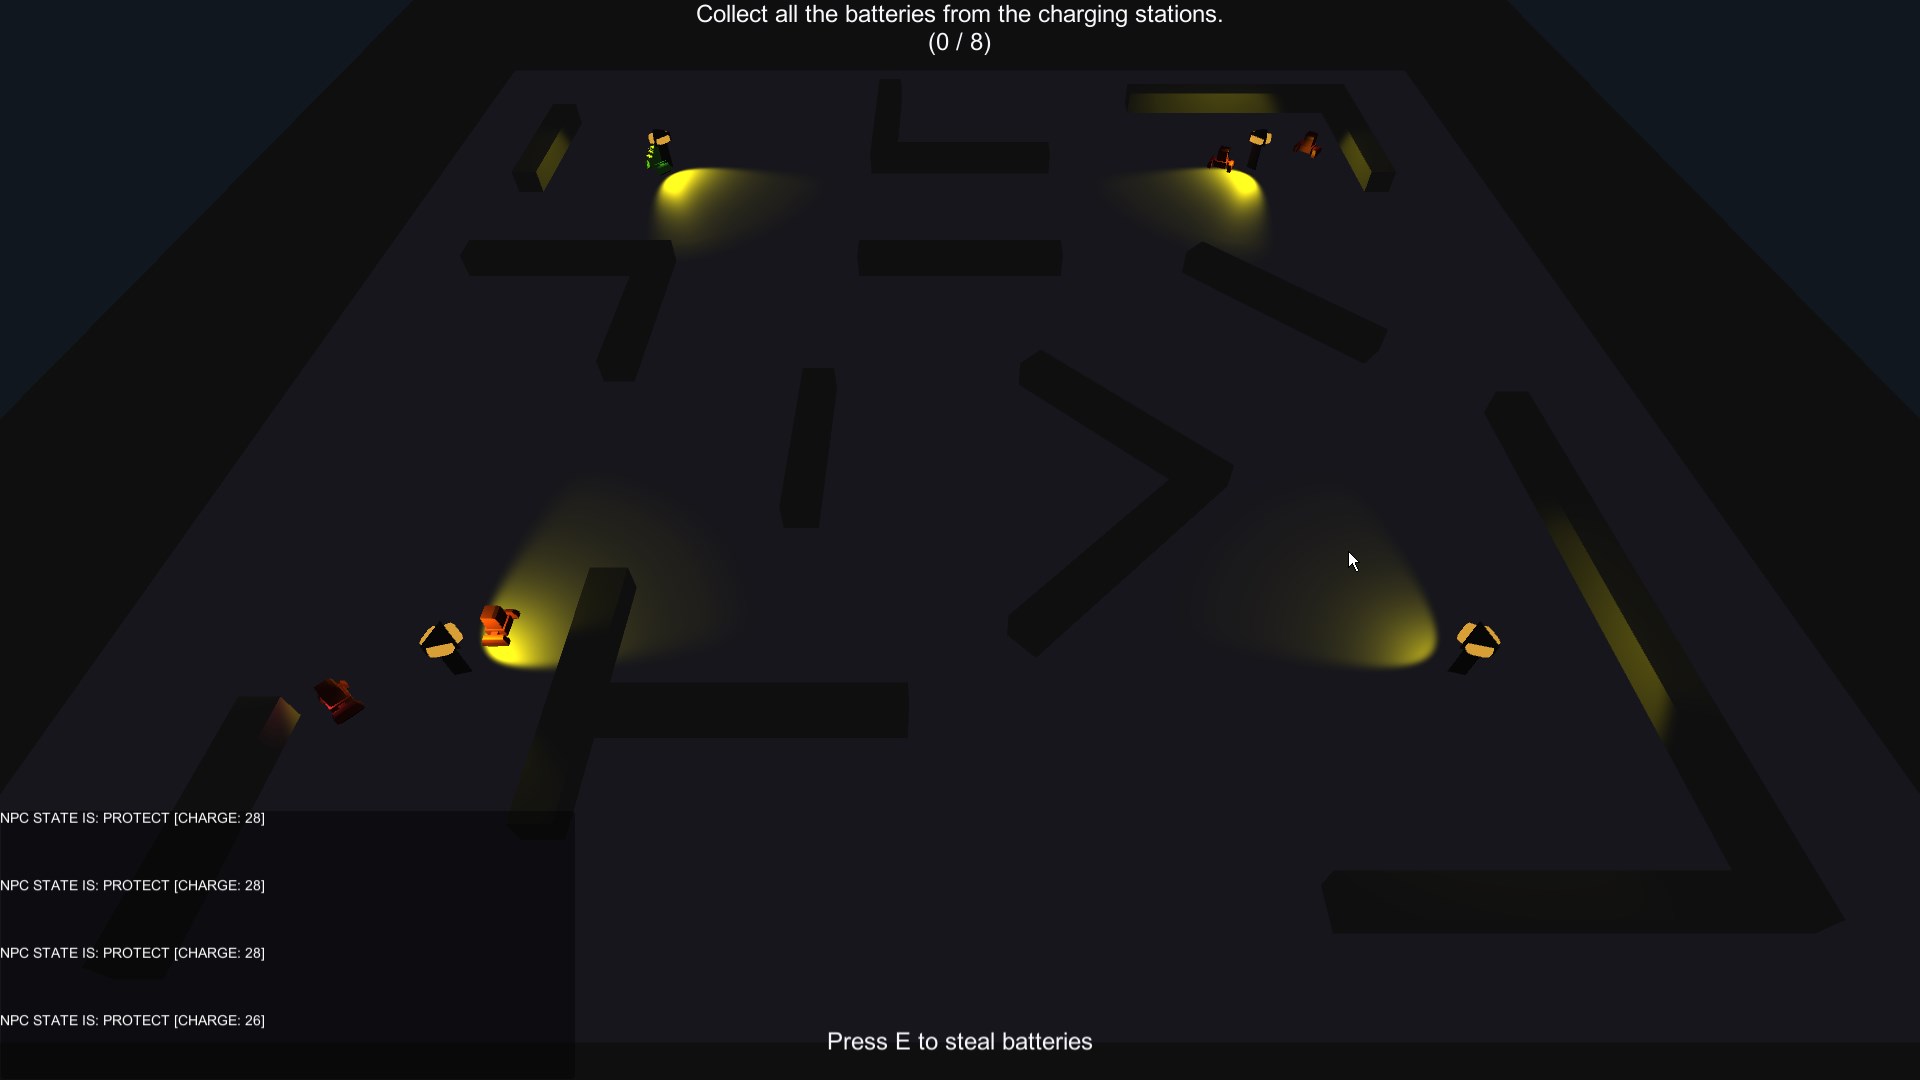 Collect all the batteries from the charging stations.
(0 / 8)
NPC STATE IS: PROTECT [CHARGE: 28]
NPC STATE IS: PROTECT [CHARGE: 28]
NPC STATE IS: PROTECT [CHARGE: 28]
NPC STATE IS: PROTECT [CHARGE: 26]
Press E to steal batteries